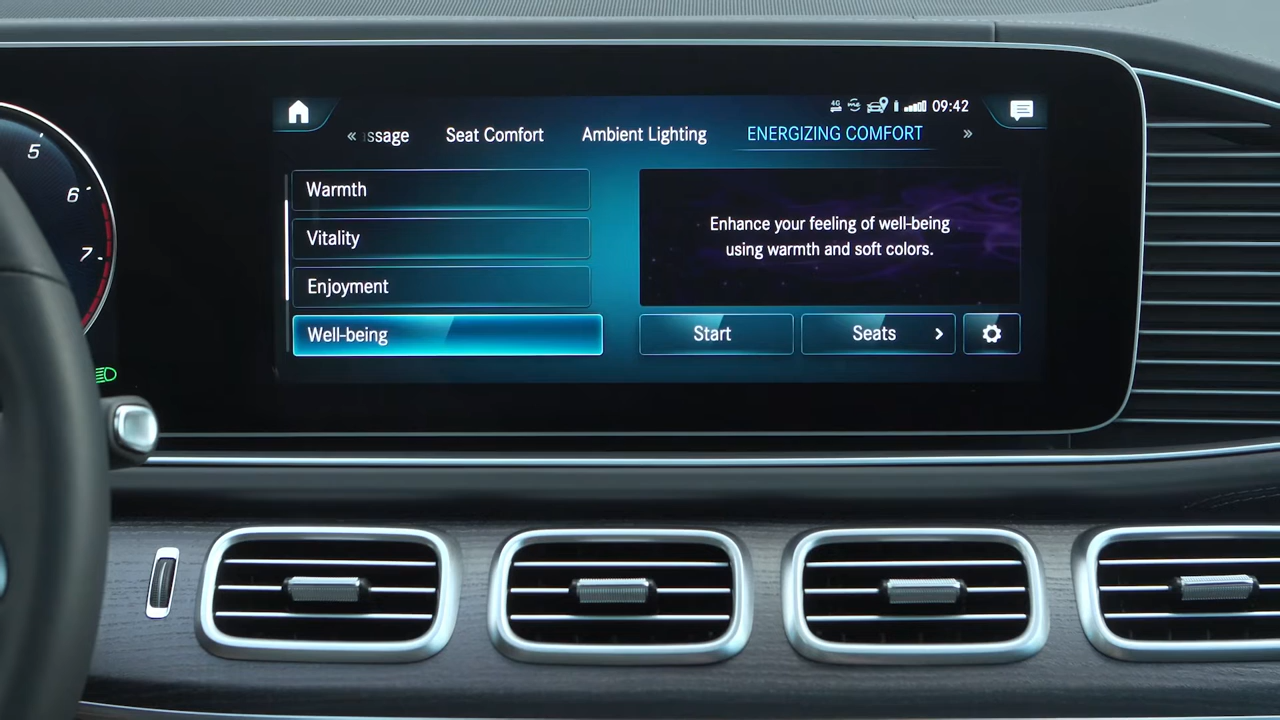 5
6
7
4G
09:42
« ssage Seat Comfort Ambient Lighting ENERGIZING COMFORT »
Warmth
Vitality
Enjoyment
Well-being
Enhance your feeling of well-being
using warmth and soft colors.
Start
Seats